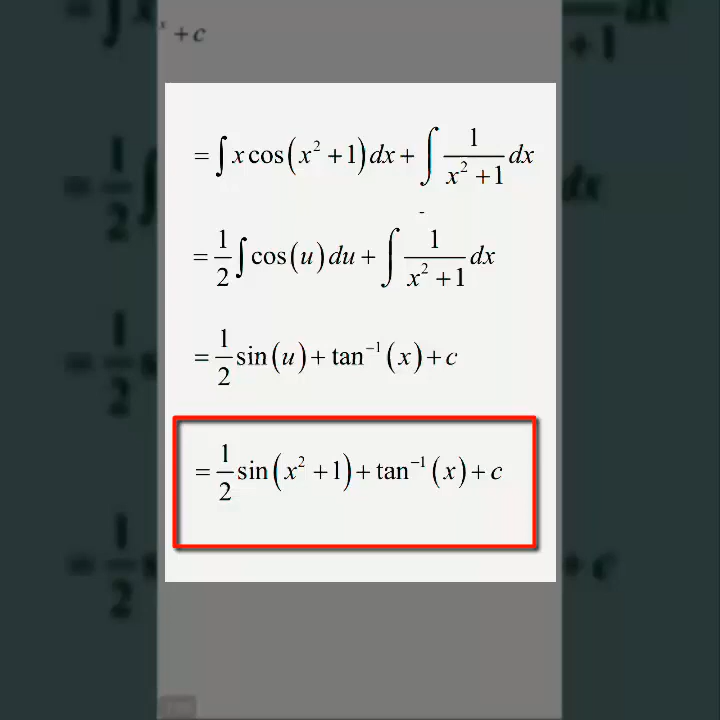 + c
= ∫ x cos(x² + 1) dx + ∫ 1/(x² + 1) dx
= 1/2 ∫ cos(u) du + ∫ 1/(x² + 1) dx
= 1/2 sin(u) + tan⁻¹(x) + c
= 1/2 sin(x² + 1) + tan⁻¹(x) + c